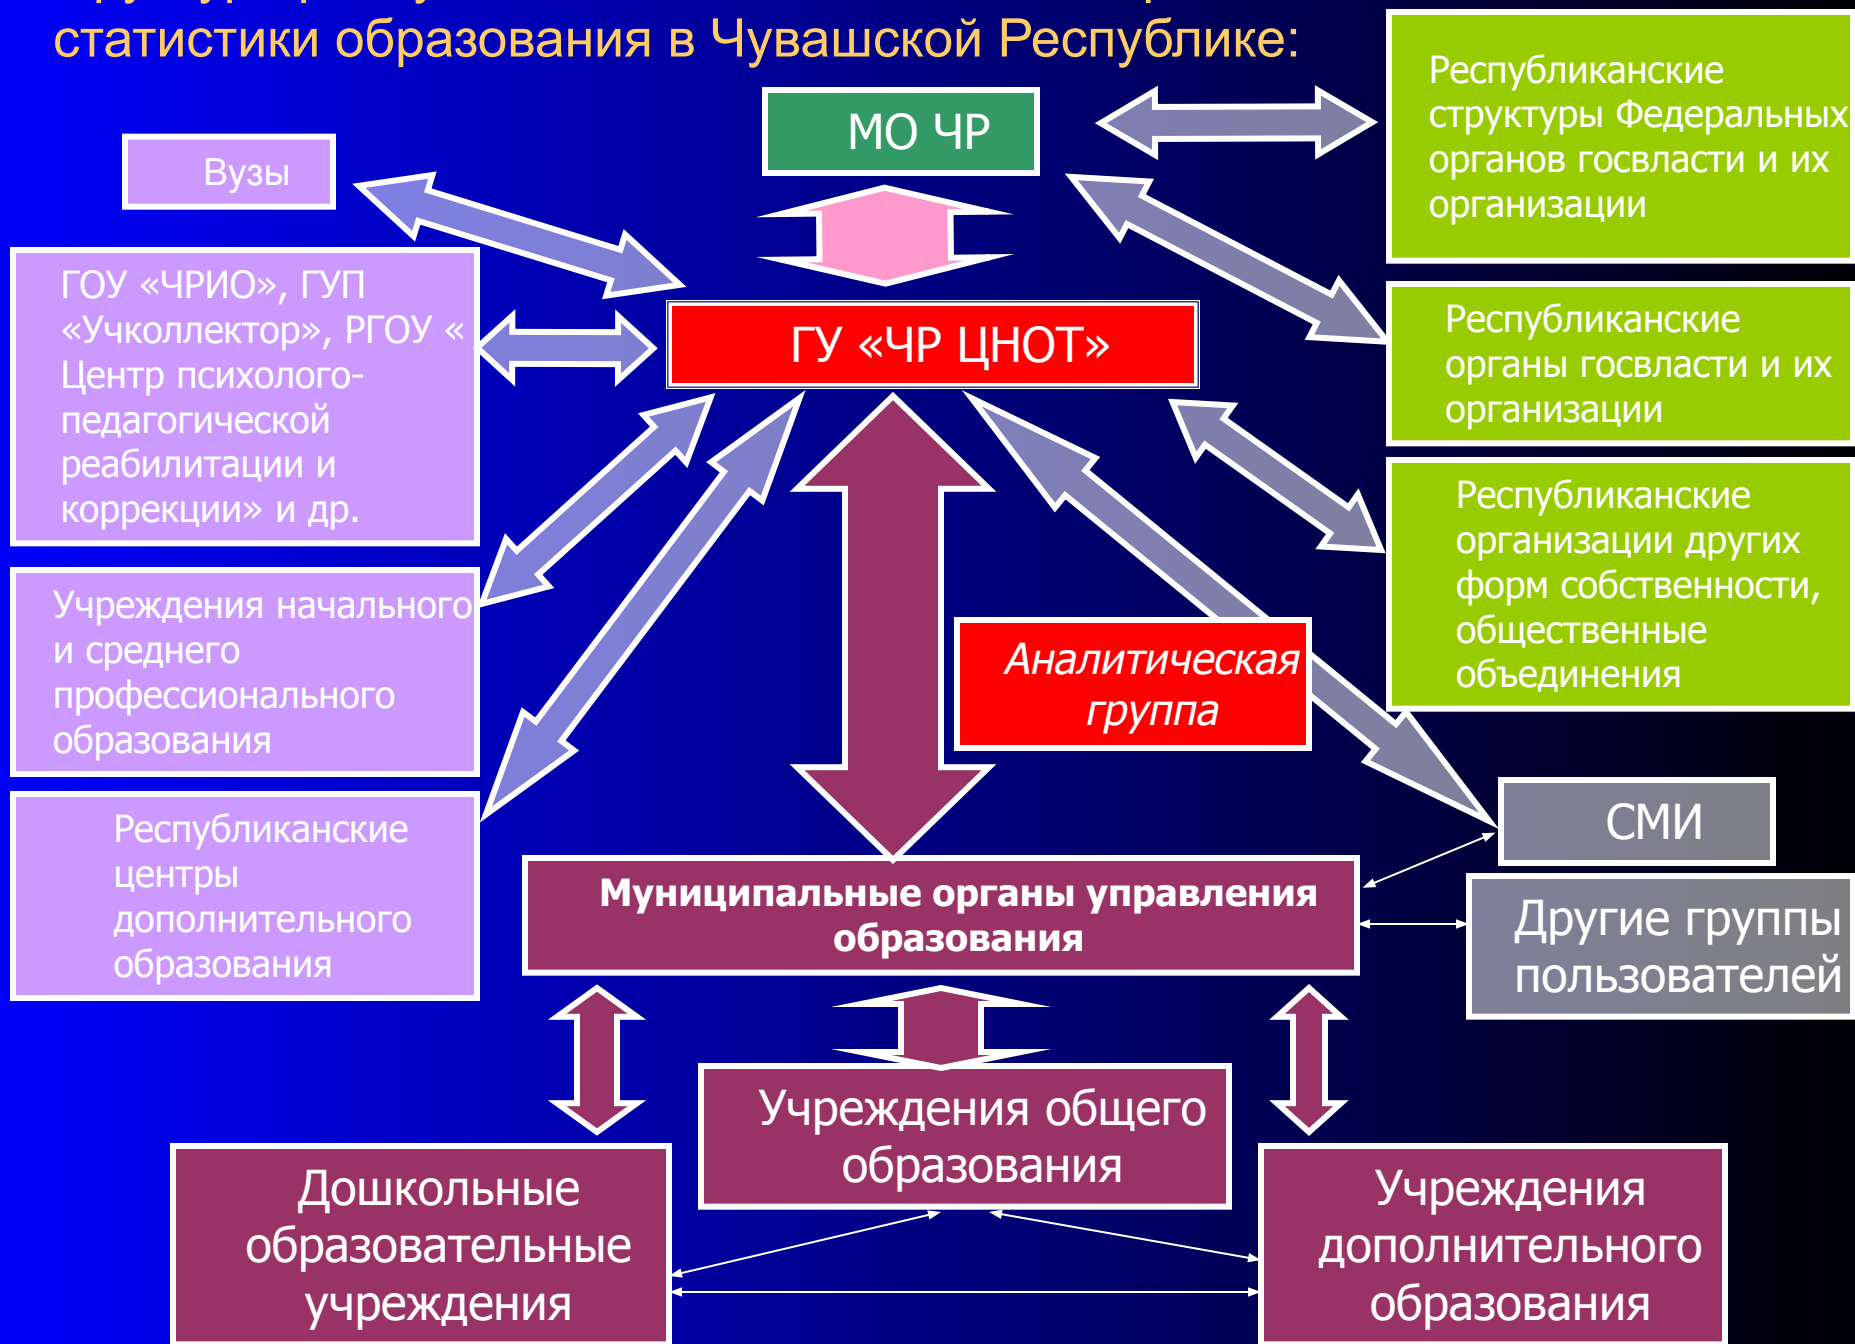 статистики образования в Чувашской Республике:
МО ЧР
Вузы
ГОУ «ЧРИО», ГУП
«Учколлектор», РГОУ «
Центр психолого-
педагогической
реабилитации и
коррекции» и др.
Учреждения начального
и среднего
профессионального
образования
Республиканские
центры
дополнительного
образования
ГУ «ЧР ЦНОТ»
Республиканские
структуры Федеральных
органов госвласти и их
организации
Республиканские
органы госвласти и их
организации
Республиканские
организации других
форм собственности,
общественные
объединения
Аналитическая
группа
СМИ
Другие группы
пользователей
Муниципальные органы управления
образования
Учреждения общего
образования
Дошкольные
образовательные
учреждения
Учреждения
дополнительного
образования